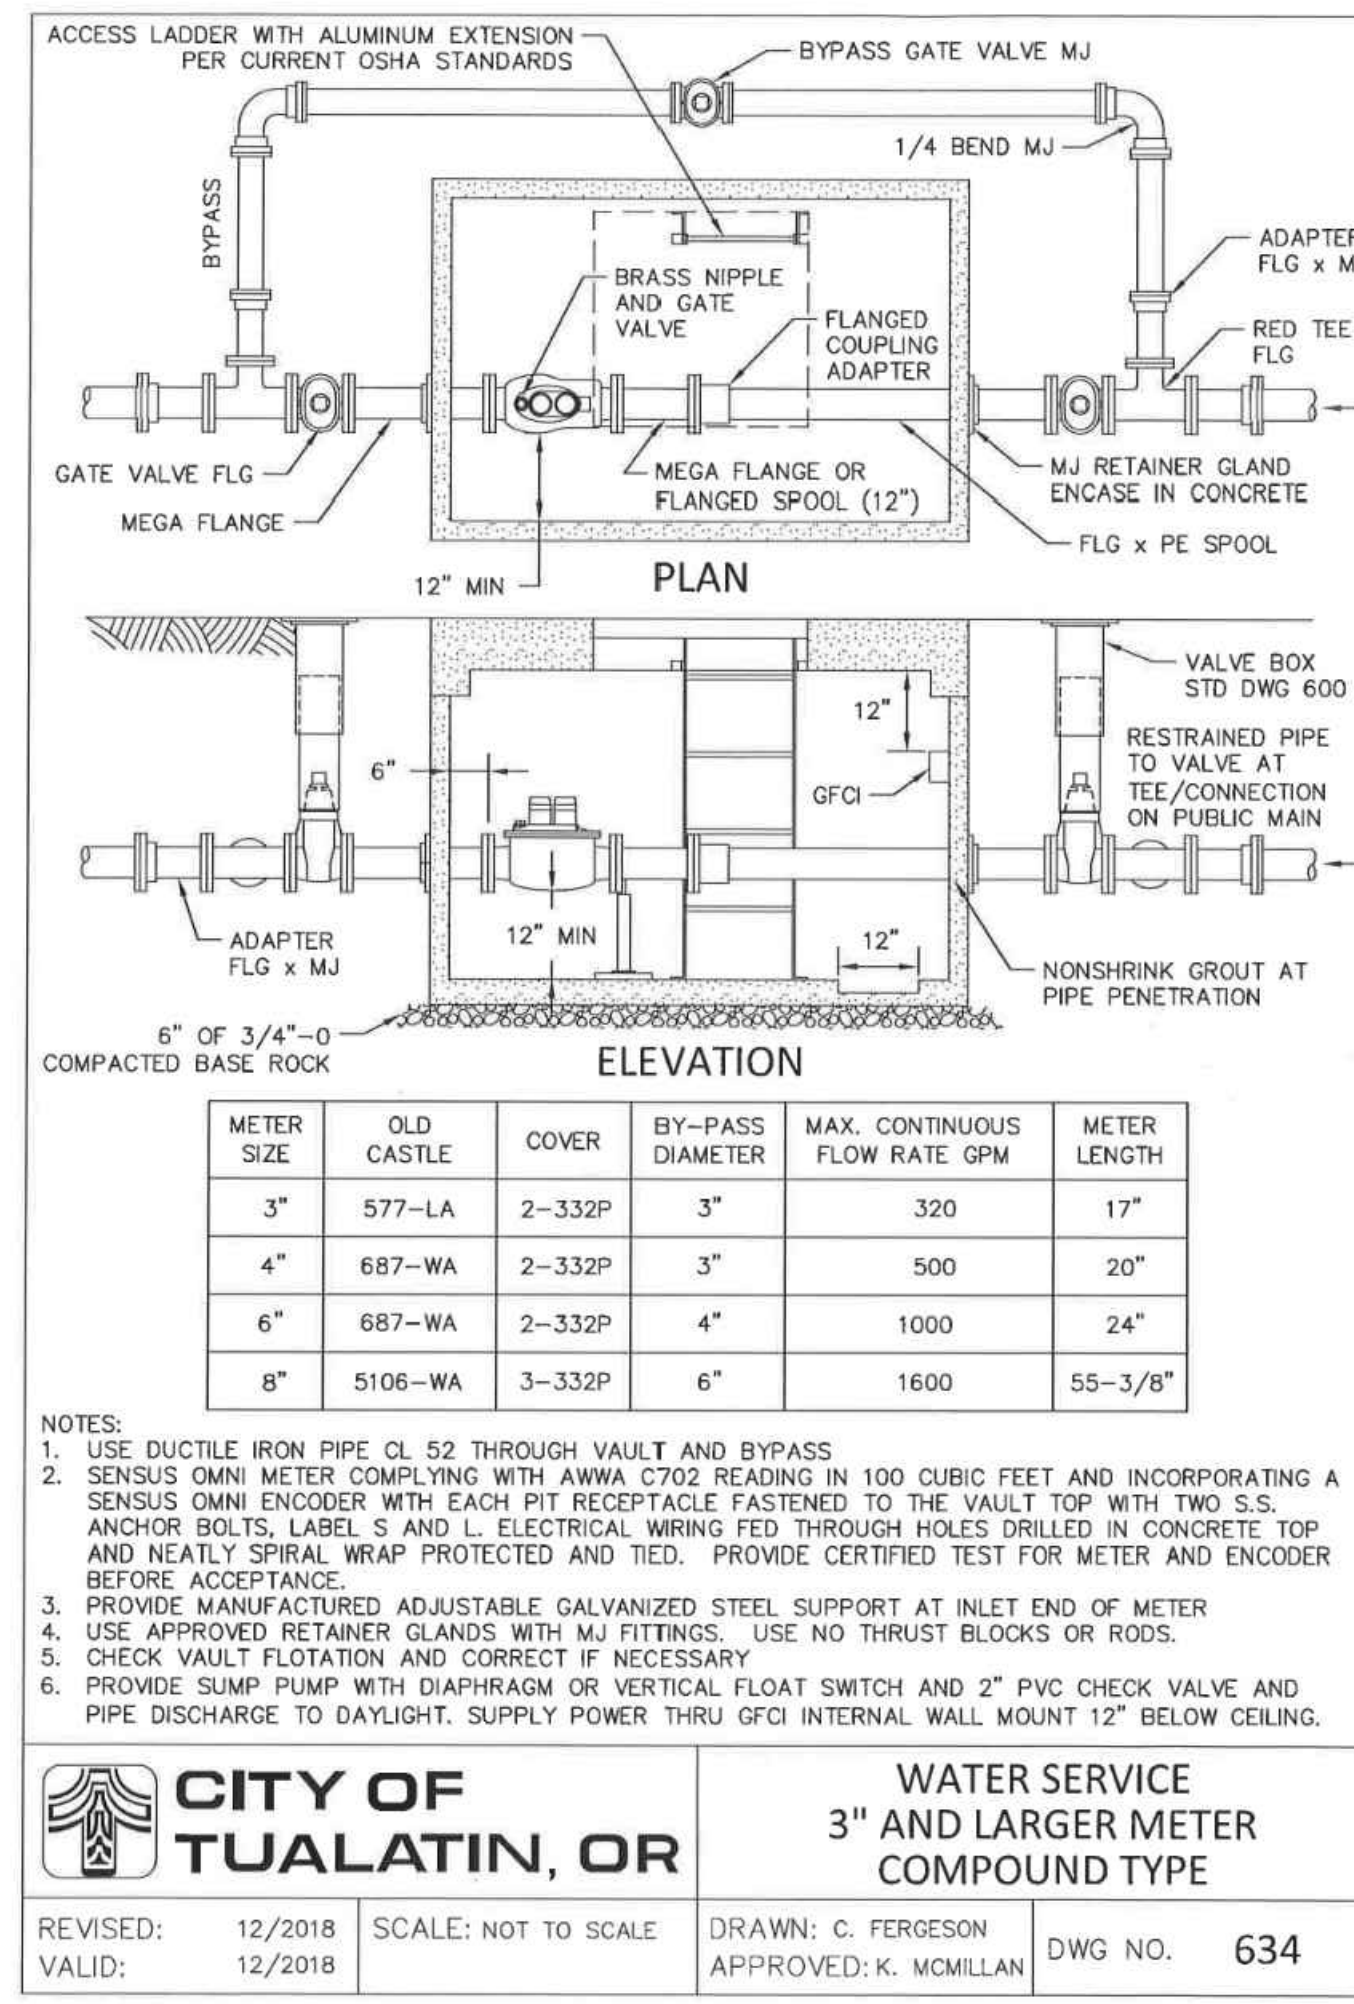 ACCESS LADDER WITH ALUMINUM EXTENSION
PER CURRENT OSHA STANDARDS
BYPASS GATE VALVE MJ
1/4 BEND MJ
BYPASS
ADAPTER
FLG x M
BRASS NIPPLE
AND GATE
VALVE
FLANGED
COUPLING
ADAPTER
RED TEE
FLG
GATE VALVE FLG
MEGA FLANGE
MEGA FLANGE OR
FLANGED SPOOL (12")
MJ RETAINER GLAND
ENCASE IN CONCRETE
FLG x PE SPOOL
12" MIN
PLAN
VALVE BOX
STD DWG 600
12"
6"
GFCI
RESTRAINED PIPE
TO VALVE AT
TEE/CONNECTION
ON PUBLIC MAIN
12" MIN
12"
ADAPTER
FLG x MJ
NONSHRINK GROUT AT
PIPE PENETRATION
6" OF 3/4"-0
COMPACTED BASE ROCK
ELEVATION
METER SIZE OLD CASTLE COVER BY-PASS DIAMETER MAX. CONTINUOUS FLOW RATE GPM METER LENGTH
3" 577-LA 2-332P 3" 320 17"
4" 687-WA 2-332P 3" 500 20"
6" 687-WA 2-332P 4" 1000 24"
8" 5106-WA 3-332P 6" 1600 55-3/8"
NOTES:
1. USE DUCTILE IRON PIPE CL 52 THROUGH VAULT AND BYPASS
2. SENSUS OMNI METER COMPLYING WITH AWWA C702 READING IN 100 CUBIC FEET AND INCORPORATING A
SENSUS OMNI ENCODER WITH EACH PIT RECEPTACLE FASTENED TO THE VAULT TOP WITH TWO S.S.
ANCHOR BOLTS, LABEL S AND L. ELECTRICAL WIRING FED THROUGH HOLES DRILLED IN CONCRETE TOP
AND NEATLY SPIRAL WRAP PROTECTED AND TIED. PROVIDE CERTIFIED TEST FOR METER AND ENCODER
BEFORE ACCEPTANCE.
3. PROVIDE MANUFACTURED ADJUSTABLE GALVANIZED STEEL SUPPORT AT INLET END OF METER
4. USE APPROVED RETAINER GLANDS WITH MJ FITTINGS. USE NO THRUST BLOCKS OR RODS.
5. CHECK VAULT FLOTATION AND CORRECT IF NECESSARY
6. PROVIDE SUMP PUMP WITH DIAPHRAGM OR VERTICAL FLOAT SWITCH AND 2" PVC CHECK VALVE AND
PIPE DISCHARGE TO DAYLIGHT. SUPPLY POWER THRU GFCI INTERNAL WALL MOUNT 12" BELOW CEILING.
CITY OF
TUALATIN, OR
WATER SERVICE
3" AND LARGER METER
COMPOUND TYPE
REVISED: 12/2018
VALID: 12/2018
SCALE: NOT TO SCALE
DRAWN: C. FERGESON
APPROVED: K. MCMILLAN
DWG NO. 634